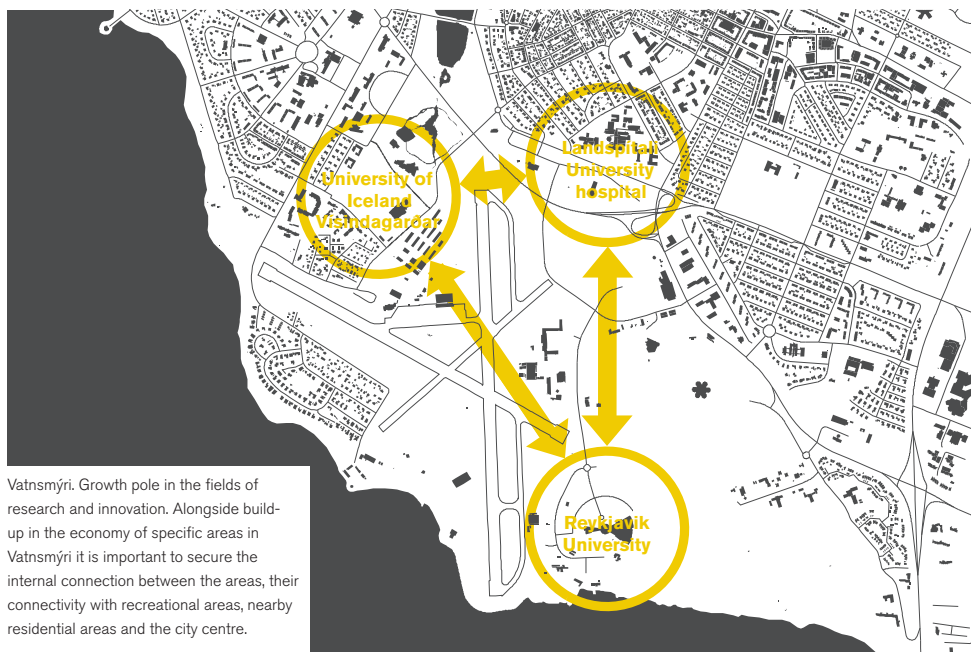 University of
Iceland
Vísindagarðar
Landspítali
University
hospital
Reykjavik
University
Vatnsmýri. Growth pole in the fields of
research and innovation. Alongside build-
up in the economy of specific areas in
Vatnsmýri it is important to secure the
internal connection between the areas, their
connectivity with recreational areas, nearby
residential areas and the city centre.